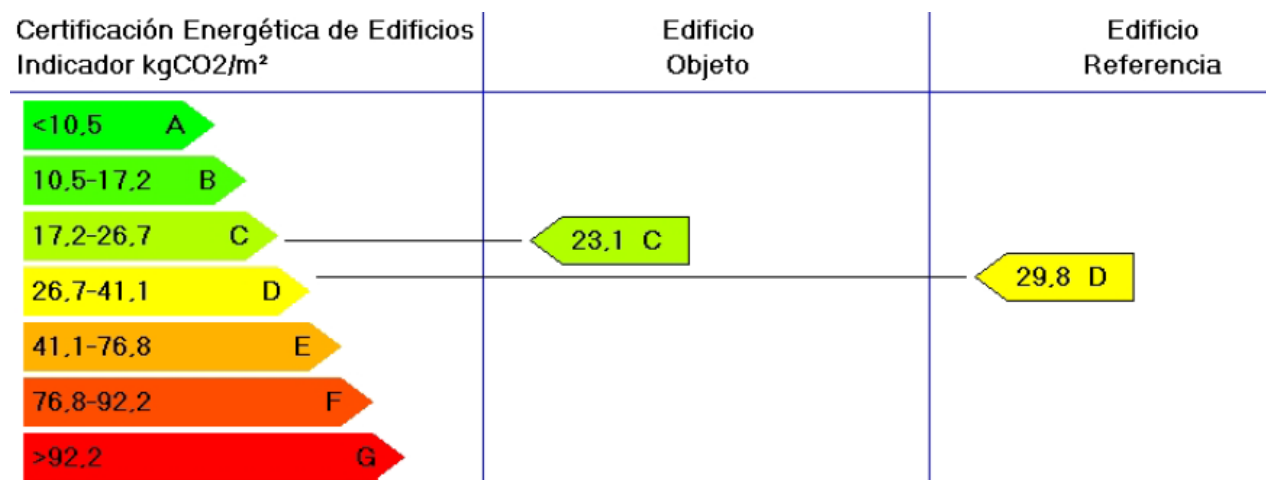 Certificación Energética de Edificios
Indicador kgCO2/m²
Edificio
Objeto
Edificio
Referencia
<10,5 A
10,5-17,2 B
17,2-26,7 C
23,1 C
26,7-41,1 D
29,8 D
41,1-76,8 E
76,8-92,2 F
>92,2 G